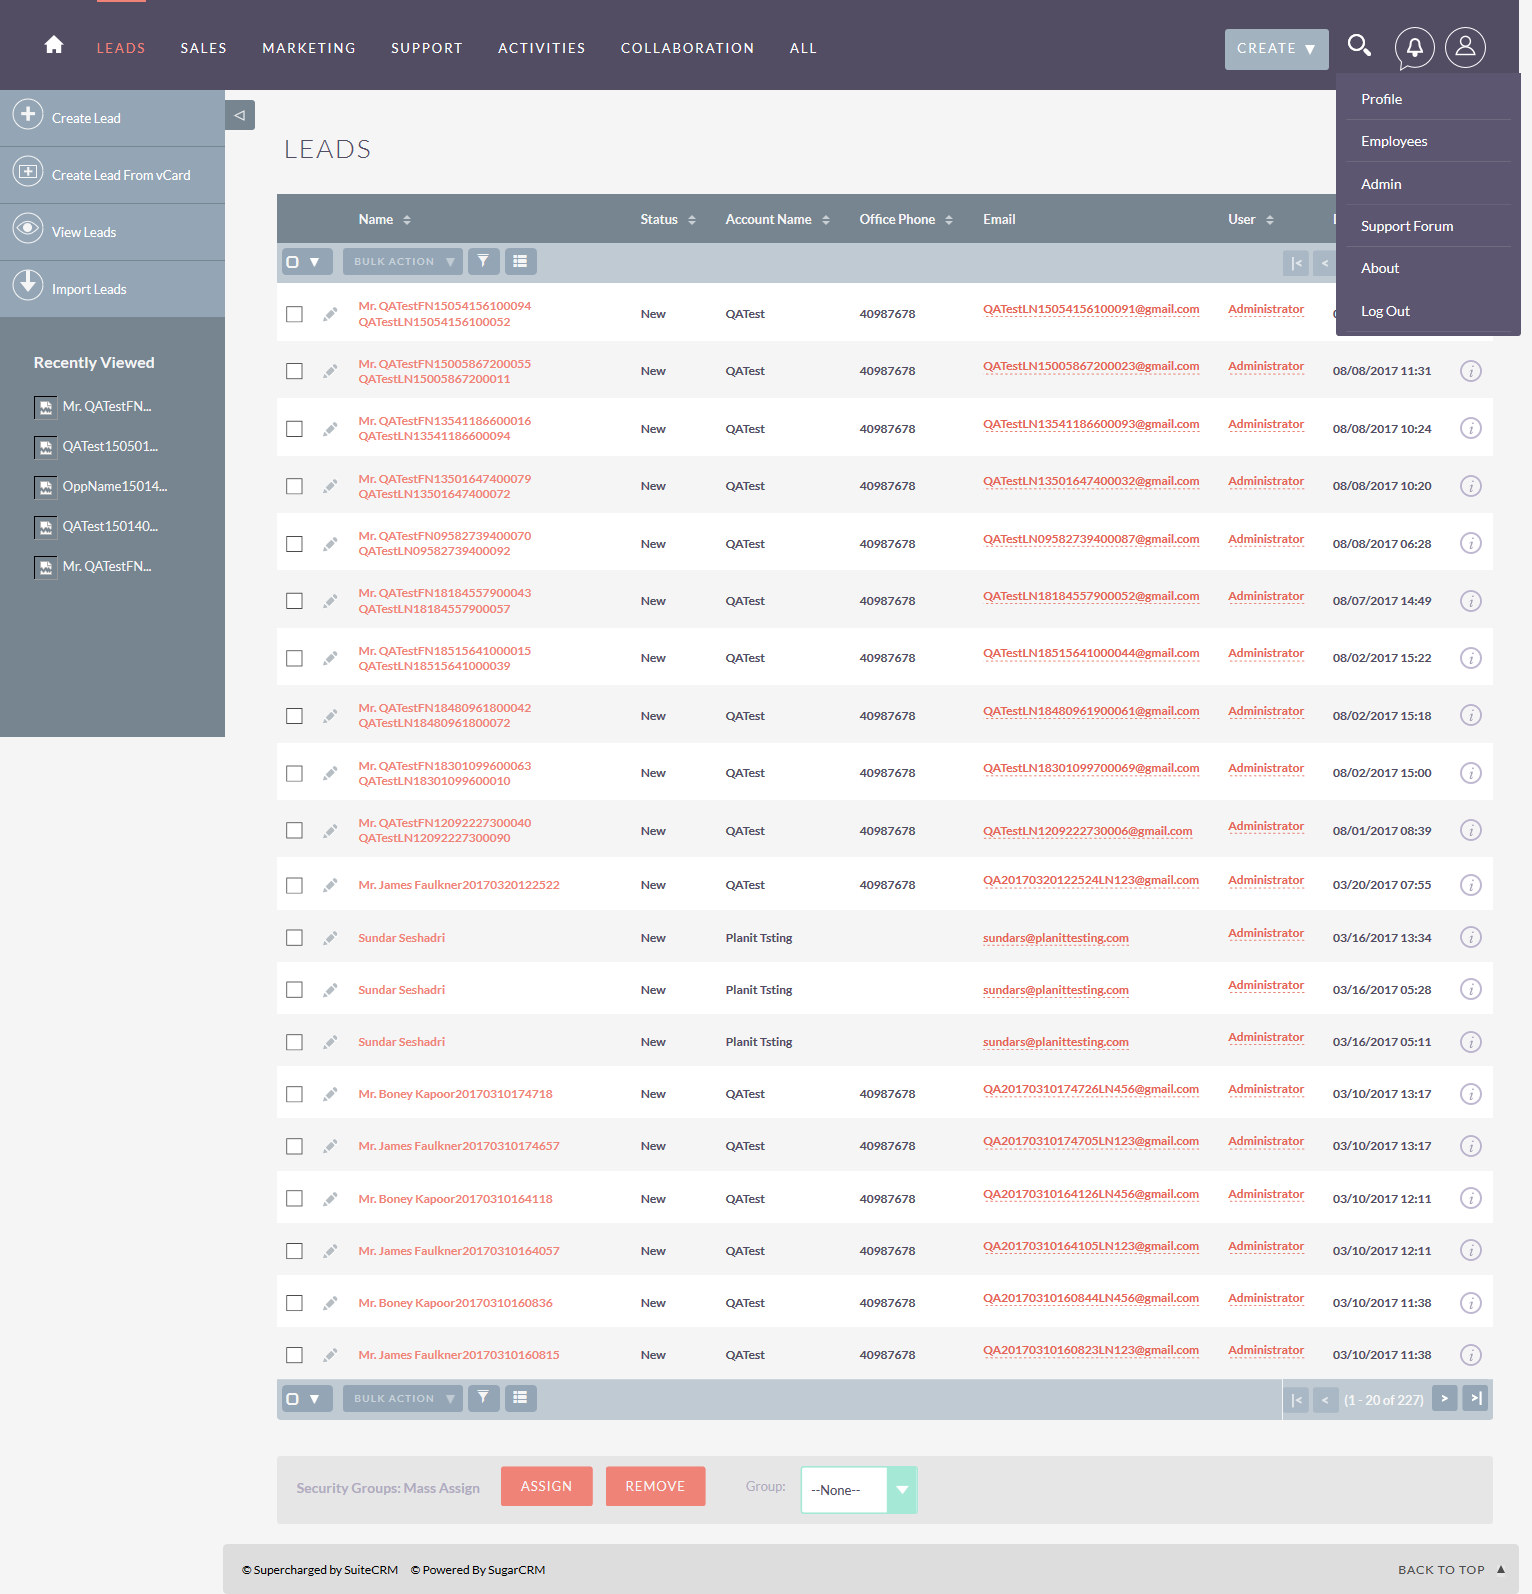 LEADS SALES MARKETING SUPPORT ACTIVITIES COLLABORATION ALL CREATE
Profile
Employees
Admin
Support Forum
About
Log Out
Create Lead
Create Lead From vCard
View Leads
Import Leads
Recently Viewed
Mr. QATestFN...
QATest150501...
OppName15014...
QATest150140...
Mr. QATestFN...
LEADS
Name Status Account Name Office Phone Email User
BULK ACTION
Mr. QATestFN15054156100094
QATestLN15054156100052 New QATest 40987678 QATestLN15054156100091@gmail.com Administrator
Mr. QATestFN15005867200055
QATestLN15005867200011 New QATest 40987678 QATestLN15005867200023@gmail.com Administrator 08/08/2017 11:31
Mr. QATestFN13541186600016
QATestLN13541186600094 New QATest 40987678 QATestLN13541186600093@gmail.com Administrator 08/08/2017 10:24
Mr. QATestFN13501647400079
QATestLN13501647400072 New QATest 40987678 QATestLN13501647400032@gmail.com Administrator 08/08/2017 10:20
Mr. QATestFN09582739400070
QATestLN09582739400092 New QATest 40987678 QATestLN09582739400087@gmail.com Administrator 08/08/2017 06:28
Mr. QATestFN18184557900043
QATestLN18184557900057 New QATest 40987678 QATestLN18184557900052@gmail.com Administrator 08/07/2017 14:49
Mr. QATestFN18515641000015
QATestLN18515641000039 New QATest 40987678 QATestLN18515641000044@gmail.com Administrator 08/02/2017 15:22
Mr. QATestFN18480961800042
QATestLN18480961800072 New QATest 40987678 QATestLN18480961900061@gmail.com Administrator 08/02/2017 15:18
Mr. QATestFN18301099600063
QATestLN18301099600010 New QATest 40987678 QATestLN18301099700069@gmail.com Administrator 08/02/2017 15:00
Mr. QATestFN12092227300040
QATestLN12092227300090 New QATest 40987678 QATestLN1209222730006@gmail.com Administrator 08/01/2017 08:39
Mr. James Faulkner20170320122522 New QATest 40987678 QA20170320122524LN123@gmail.com Administrator 03/20/2017 07:55
Sundar Seshadri New Planit Tsting sundars@planittesting.com Administrator 03/16/2017 13:34
Sundar Seshadri New Planit Tsting sundars@planittesting.com Administrator 03/16/2017 05:28
Sundar Seshadri New Planit Tsting sundars@planittesting.com Administrator 03/16/2017 05:11
Mr. Boney Kapoor20170310174718 New QATest 40987678 QA20170310174726LN456@gmail.com Administrator 03/10/2017 13:17
Mr. James Faulkner20170310174657 New QATest 40987678 QA20170310174705LN123@gmail.com Administrator 03/10/2017 13:17
Mr. Boney Kapoor20170310164118 New QATest 40987678 QA20170310164126LN456@gmail.com Administrator 03/10/2017 12:11
Mr. James Faulkner20170310164057 New QATest 40987678 QA20170310164105LN123@gmail.com Administrator 03/10/2017 12:11
Mr. Boney Kapoor20170310160836 New QATest 40987678 QA20170310160844LN456@gmail.com Administrator 03/10/2017 11:38
Mr. James Faulkner20170310160815 New QATest 40987678 QA20170310160823LN123@gmail.com Administrator 03/10/2017 11:38
BULK ACTION (1 - 20 of 227)
Security Groups: Mass Assign ASSIGN REMOVE Group: --None--
© Supercharged by SuiteCRM © Powered By SugarCRM BACK TO TOP